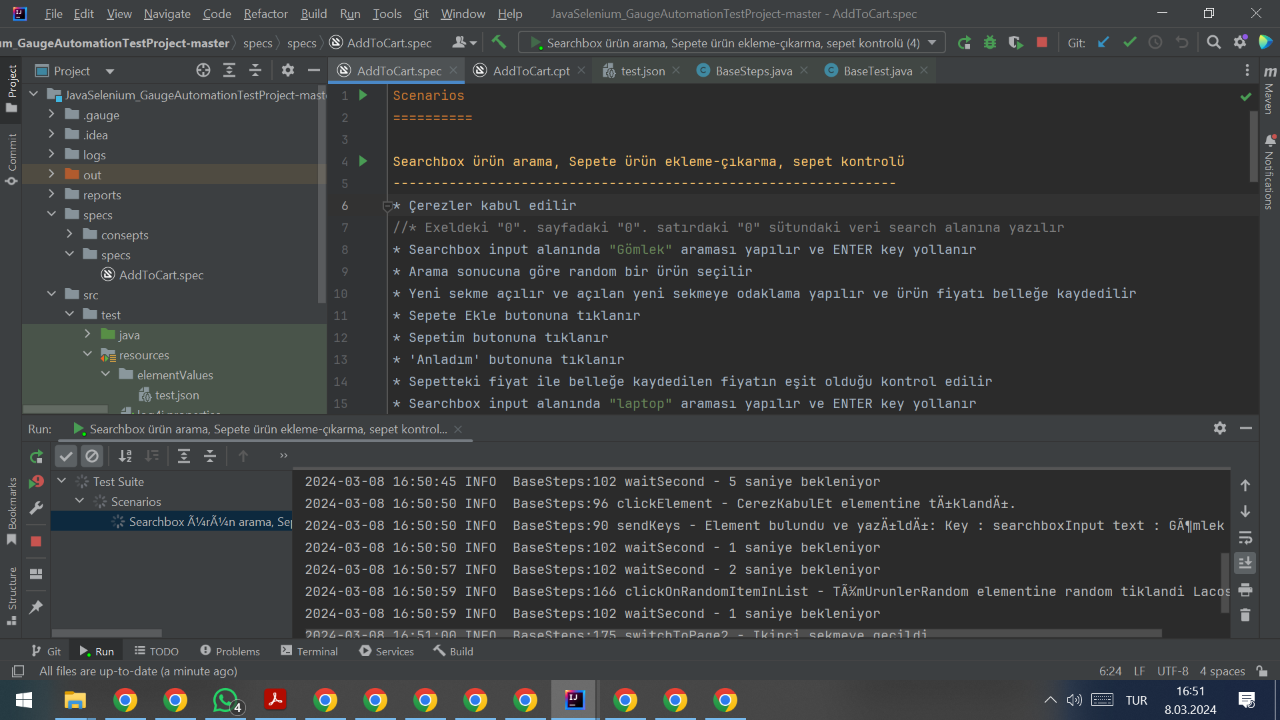 File Edit View Navigate Code Refactor Build Run Tools Git Window Help JavaSelenium_GaugeAutomationTestProject-master - AddToCart.spec
m_GaugeAutomationTestProject-master specs specs AddToCart.spec Searchbox ürün arama, Sepete ürün ekleme-çıkarma, sepet kontrolü (4) Git:
Project AddToCart.spec AddToCart.cpt test.json BaseSteps.java BaseTest.java
Project
Commit
Bookmarks
Structure
Maven
Notifications
JavaSelenium_GaugeAutomationTestProject-mast
.gauge
.idea
logs
out
reports
specs
consepts
specs
AddToCart.spec
src
test
java
resources
elementValues
test.json
log4j.properties
1 Scenarios
2 ==========
3
4 Searchbox ürün arama, Sepete ürün ekleme-çıkarma, sepet kontrolü
5 ---------------------------------------------------------------
6 * Çerezler kabul edilir
7 //* Exeldeki "0". sayfadaki "0". satırdaki "0" sütundaki veri search alanına yazılır
8 * Searchbox input alanında "Gömlek" araması yapılır ve ENTER key yollanır
9 * Arama sonucuna göre random bir ürün seçilir
10 * Yeni sekme açılır ve açılan yeni sekmeye odaklama yapılır ve ürün fiyatı belleğe kaydedilir
11 * Sepete Ekle butonuna tıklanır
12 * Sepetim butonuna tıklanır
13 * 'Anladım' butonuna tıklanır
14 * Sepetteki fiyat ile belleğe kaydedilen fiyatın eşit olduğu kontrol edilir
15 * Searchbox input alanında "laptop" araması yapılır ve ENTER key yollanır
Run: Searchbox ürün arama, Sepete ürün ekleme-çıkarma, sepet kontrol...
Test Suite
Scenarios
Searchbox Ã¼rÃ¼n arama, Sep
2024-03-08 16:50:45 INFO BaseSteps:102 waitSecond - 5 saniye bekleniyor
2024-03-08 16:50:50 INFO BaseSteps:96 clickElement - CerezKabulEt elementine tÄ±klandÄ±.
2024-03-08 16:50:50 INFO BaseSteps:90 sendKeys - Element bulundu ve yazÄ±ldÄ±: Key : searchboxInput text : GÃ¶mlek
2024-03-08 16:50:50 INFO BaseSteps:102 waitSecond - 1 saniye bekleniyor
2024-03-08 16:50:57 INFO BaseSteps:102 waitSecond - 2 saniye bekleniyor
2024-03-08 16:50:59 INFO BaseSteps:166 clickOnRandomItemInList - TÃ¼mUrunlerRandom elementine random tiklandi Lacos
2024-03-08 16:50:59 INFO BaseSteps:102 waitSecond - 1 saniye bekleniyor
2024-03-08 16:51:00 INFO BaseSteps:175 switchToPage2 - Ikinci sekmeye gecildi
Git Run TODO Problems Terminal Services Build
All files are up-to-date (a minute ago) 6:24 LF UTF-8 4 spaces
4 TUR 16:51
8.03.2024